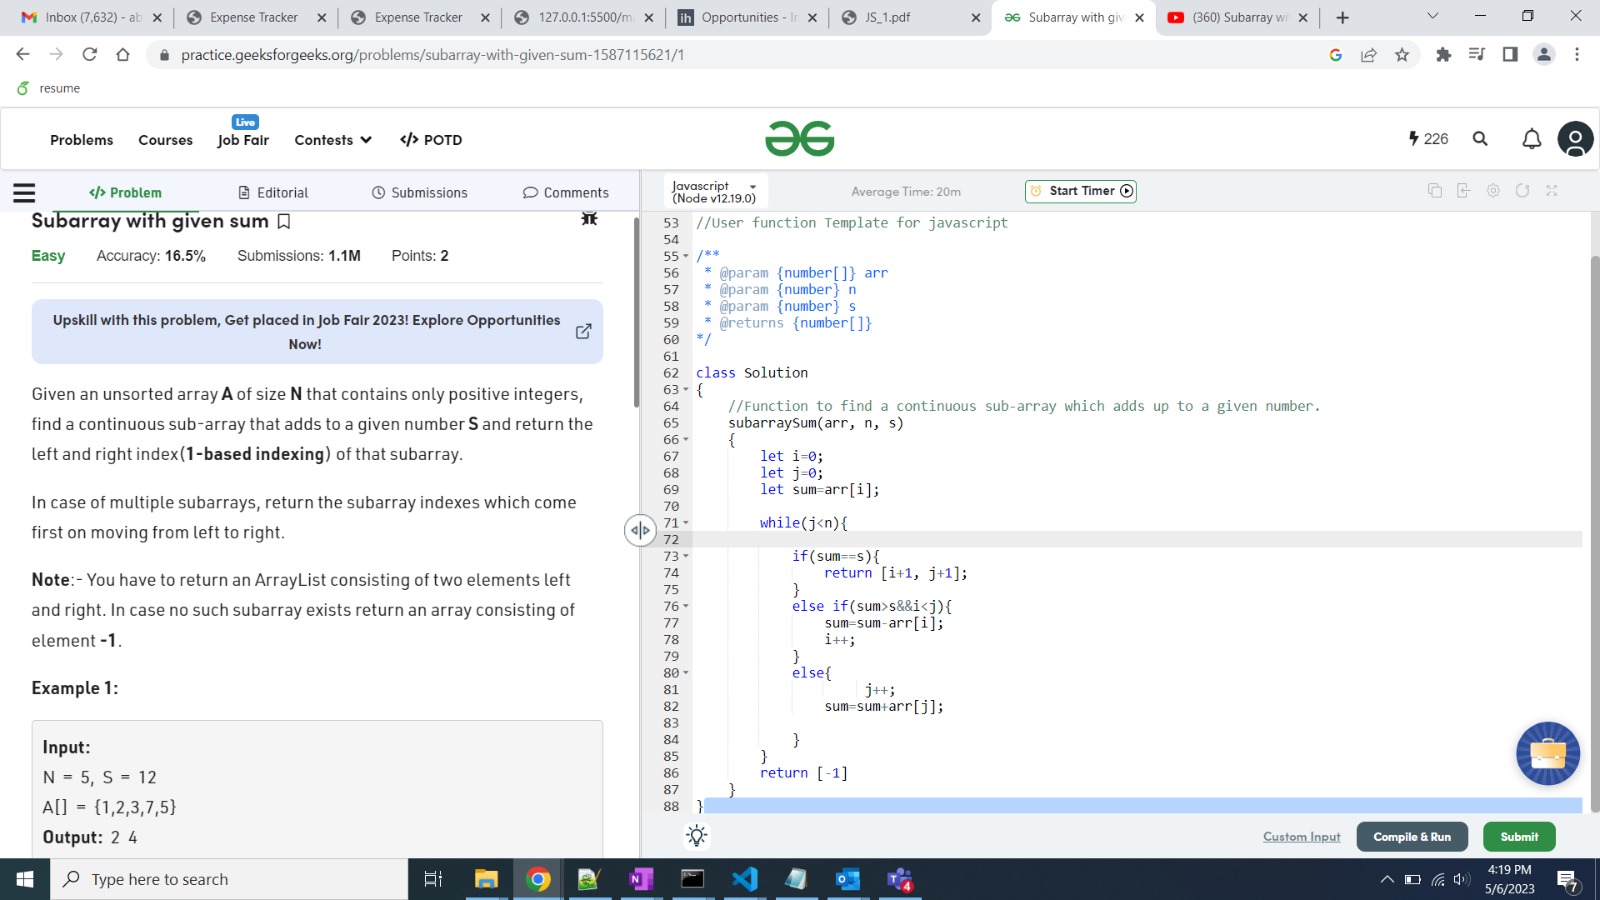 Inbox (7,632) - ab
Expense Tracker
Expense Tracker
127.0.0.1:5500/m
Opportunities - In
JS_1.pdf
Subarray with giv
(360) Subarray wi
practice.geeksforgeeks.org/problems/subarray-with-given-sum-1587115621/1
resume
Problems
Courses
Live
Job Fair
Contests
</> POTD
226
</> Problem
Editorial
Submissions
Comments
Javascript
(Node v12.19.0)
Average Time: 20m
Start Timer
Subarray with given sum
Easy Accuracy: 16.5% Submissions: 1.1M Points: 2
Upskill with this problem, Get placed in Job Fair 2023! Explore Opportunities
Now!
Given an unsorted array A of size N that contains only positive integers,
find a continuous sub-array that adds to a given number S and return the
left and right index(1-based indexing) of that subarray.
In case of multiple subarrays, return the subarray indexes which come
first on moving from left to right.
Note:- You have to return an ArrayList consisting of two elements left
and right. In case no such subarray exists return an array consisting of
element -1.
Example 1:
Input:
N = 5, S = 12
A[] = {1,2,3,7,5}
Output: 2 4
53 //User function Template for javascript
54
55 /**
56 * @param {number[]} arr
57 * @param {number} n
58 * @param {number} s
59 * @returns {number[]}
60 */
61
62 class Solution
63 {
64 //Function to find a continuous sub-array which adds up to a given number.
65 subarraySum(arr, n, s)
66 {
67 let i=0;
68 let j=0;
69 let sum=arr[i];
70
71 while(j<n){
72
73 if(sum==s){
74 return [i+1, j+1];
75 }
76 else if(sum>s&&i<j){
77 sum=sum-arr[i];
78 i++;
79 }
80 else{
81 j++;
82 sum=sum+arr[j];
83
84 }
85 }
86 return [-1]
87 }
88 }
Custom Input
Compile & Run
Submit
Type here to search
4
4:19 PM
5/6/2023
7